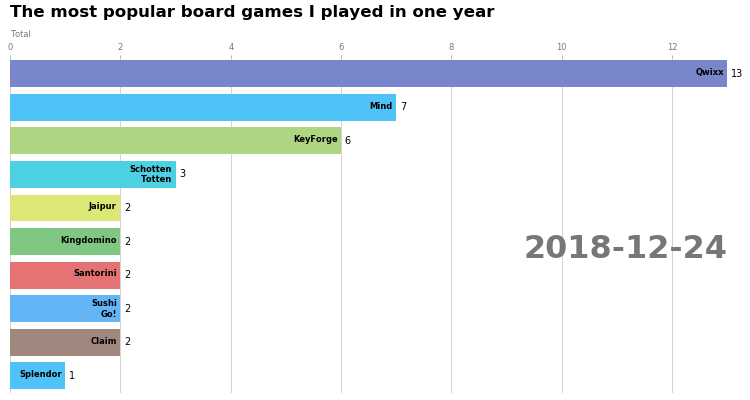 The most popular board games I played in one year
Total
0 2 4 6 8 10 12
Qwixx 13
Mind 7
KeyForge 6
Schotten
Totten 3
Jaipur 2
Kingdomino 2
2018-12-24
Santorini 2
Sushi
Go! 2
Claim 2
Splendor 1